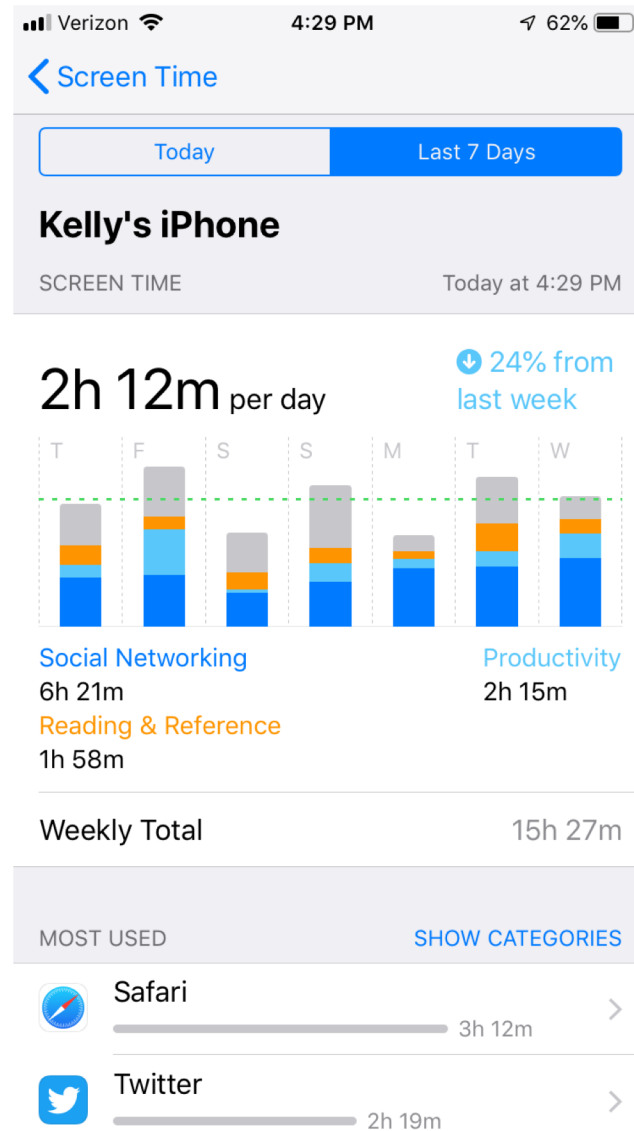 Verizon 4:29 PM 62%
Screen Time
Today Last 7 Days
Kelly's iPhone
SCREEN TIME Today at 4:29 PM
2h 12m per day 24% from
last week
T F S S M T W
Social Networking Productivity
6h 21m 2h 15m
Reading & Reference
1h 58m
Weekly Total 15h 27m
MOST USED SHOW CATEGORIES
Safari
3h 12m
Twitter
2h 19m